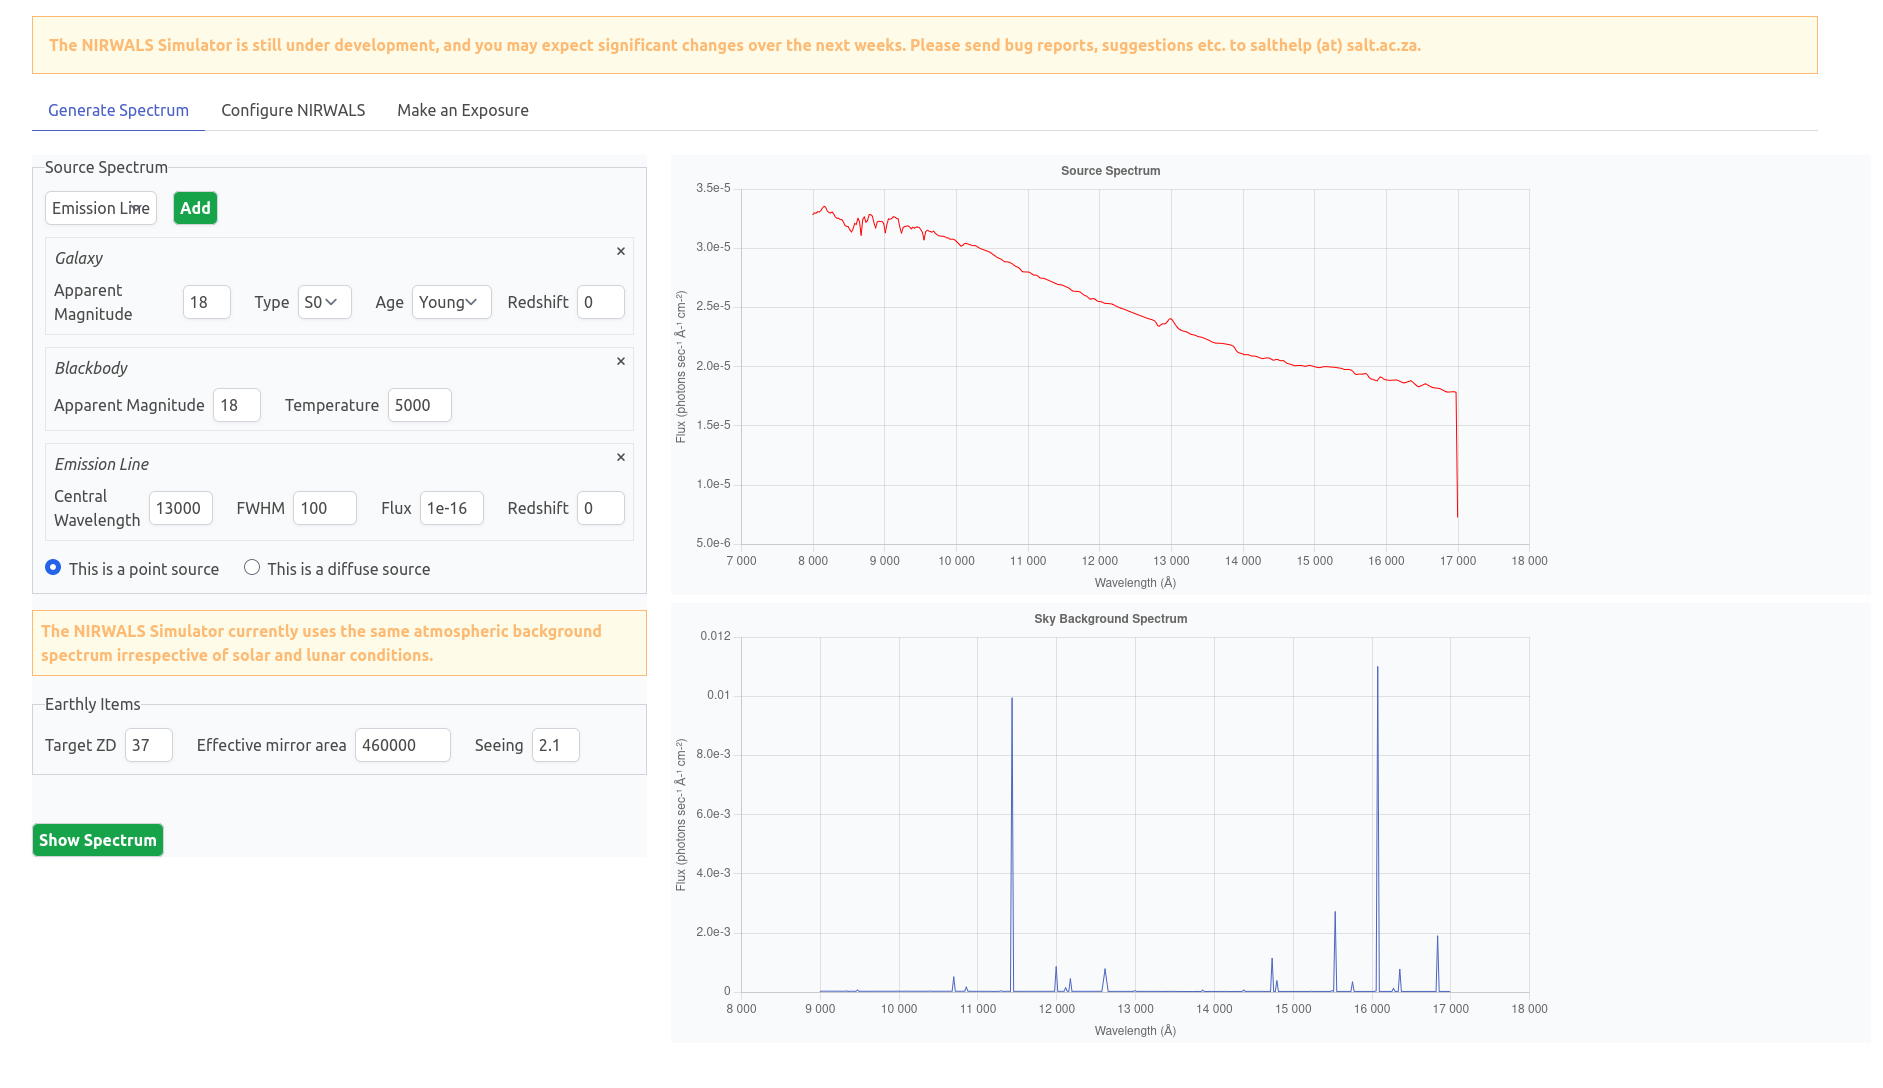 The NIRWALS Simulator is still under development, and you may expect significant changes over the next weeks. Please send bug reports, suggestions etc. to salthelp (at) salt.ac.za.
Generate Spectrum Configure NIRWALS Make an Exposure
Source Spectrum
Emission Line Add
Galaxy ×
Apparent Magnitude 18 Type S0 Age Young Redshift 0
Blackbody ×
Apparent Magnitude 18 Temperature 5000
Emission Line ×
Central Wavelength 13000 FWHM 100 Flux 1e-16 Redshift 0
This is a point source This is a diffuse source
The NIRWALS Simulator currently uses the same atmospheric background
spectrum irrespective of solar and lunar conditions.
Earthly Items
Target ZD 37 Effective mirror area 460000 Seeing 2.1
Show Spectrum
Source Spectrum
3.5e-5
3.0e-5
2.5e-5
2.0e-5
1.5e-5
1.0e-5
5.0e-6
Flux (photons sec-¹ Å-¹ cm-²)
7 000 8 000 9 000 10 000 11 000 12 000 13 000 14 000 15 000 16 000 17 000 18 000
Wavelength (Å)
Sky Background Spectrum
0.012
0.01
8.0e-3
6.0e-3
4.0e-3
2.0e-3
0
Flux (photons sec-¹ Å-¹ cm-²)
8 000 9 000 10 000 11 000 12 000 13 000 14 000 15 000 16 000 17 000 18 000
Wavelength (Å)